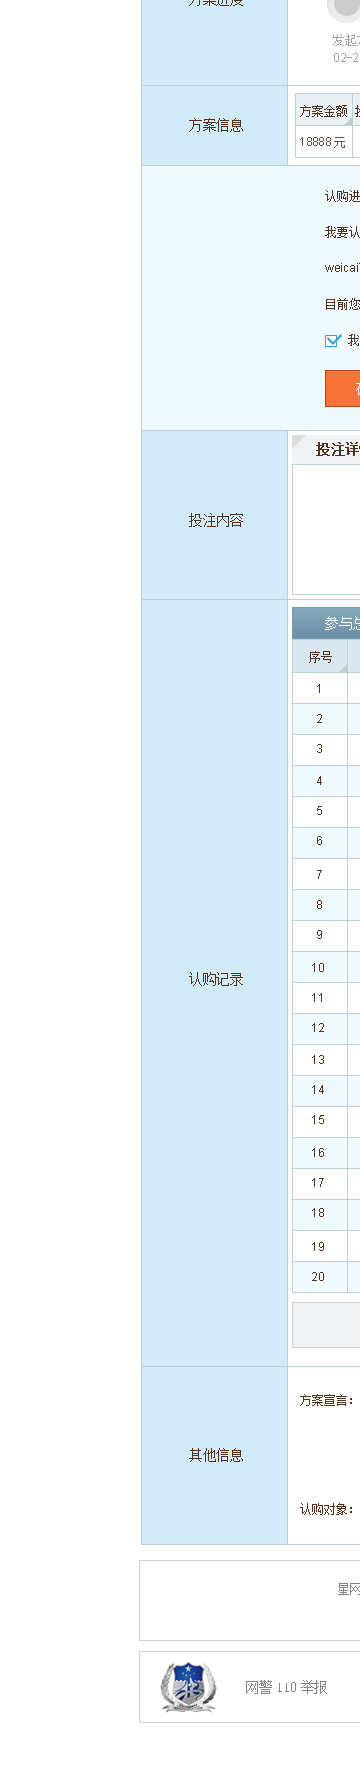 方案进度
发起
02-2
方案信息
方案金额
18888元
认购进
我要认
weicai
目前您
我
投注内容
投注详
认购记录
参与总
序号
1
2
3
4
5
6
7
8
9
10
11
12
13
14
15
16
17
18
19
20
其他信息
方案宣言：
认购对象：
星网
网警 110 举报